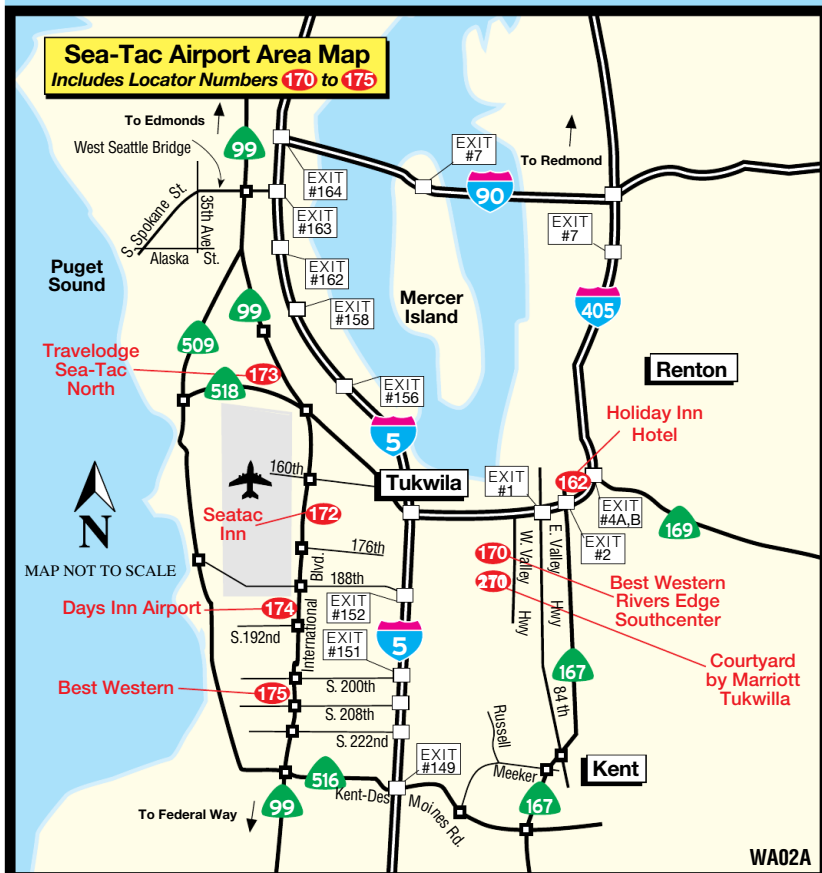 Sea-Tac Airport Area Map
Includes Locator Numbers 170 to 175
To Edmonds
West Seattle Bridge
99
EXIT
#164
EXIT
#7
To Redmond
90
S. Spokane St.
35th Ave.
Alaska St.
EXIT
#163
EXIT
#7
EXIT
#162
Puget
Sound
99
EXIT
#158
Mercer
Island
405
509
Travelodge
Sea-Tac
North
173
518
EXIT
#156
Renton
5
Holiday Inn
Hotel
160th
Tukwila
EXIT
#1
162
EXIT
#4A,B
169
N
MAP NOT TO SCALE
Seatac
Inn
172
176th
Blvd.
188th
W. Valley
Hwy
E. Valley
Hwy
EXIT
#2
170
Best Western
Rivers Edge
Southcenter
Days Inn Airport
174
International
EXIT
#152
S.192nd
EXIT
#151
5
Courtyard
by Marriott
Tukwilla
Best Western
175
S. 200th
S. 208th
S. 222nd
167
84 th
Russell
Meeker
Kent
EXIT
#149
516
Kent-Des Moines Rd.
167
To Federal Way
99
WA02A